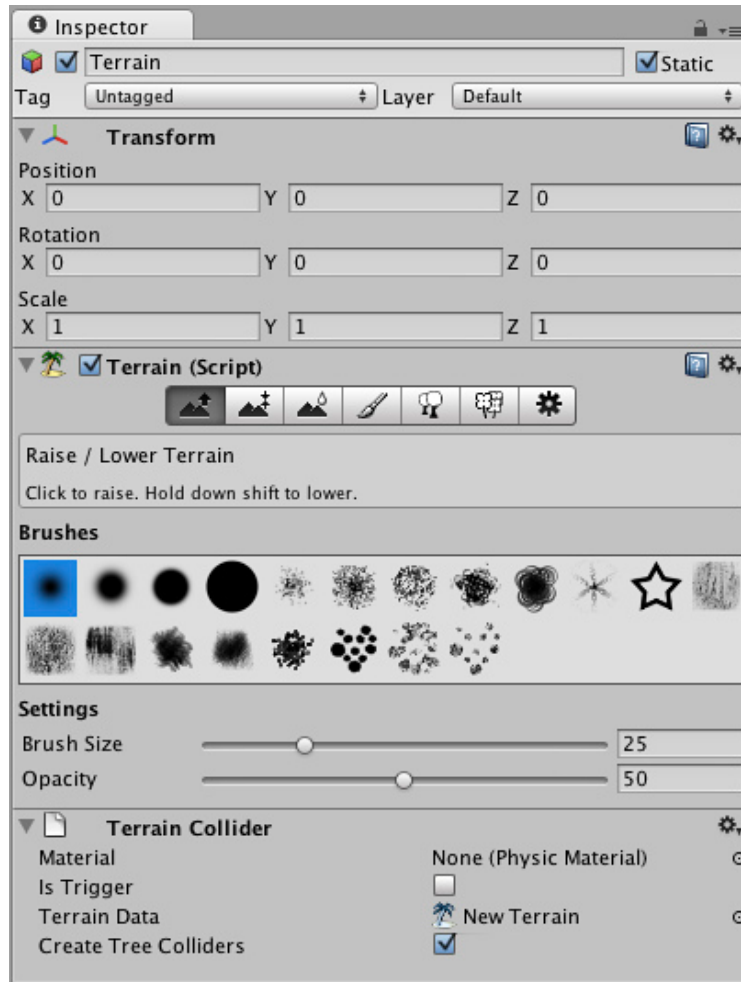 Inspector
Terrain Static
Tag Untagged Layer Default
Transform
Position
X 0 Y 0 Z 0
Rotation
X 0 Y 0 Z 0
Scale
X 1 Y 1 Z 1
Terrain (Script)
Raise / Lower Terrain
Click to raise. Hold down shift to lower.
Brushes
Settings
Brush Size 25
Opacity 50
Terrain Collider
Material None (Physic Material)
Is Trigger
Terrain Data New Terrain
Create Tree Colliders